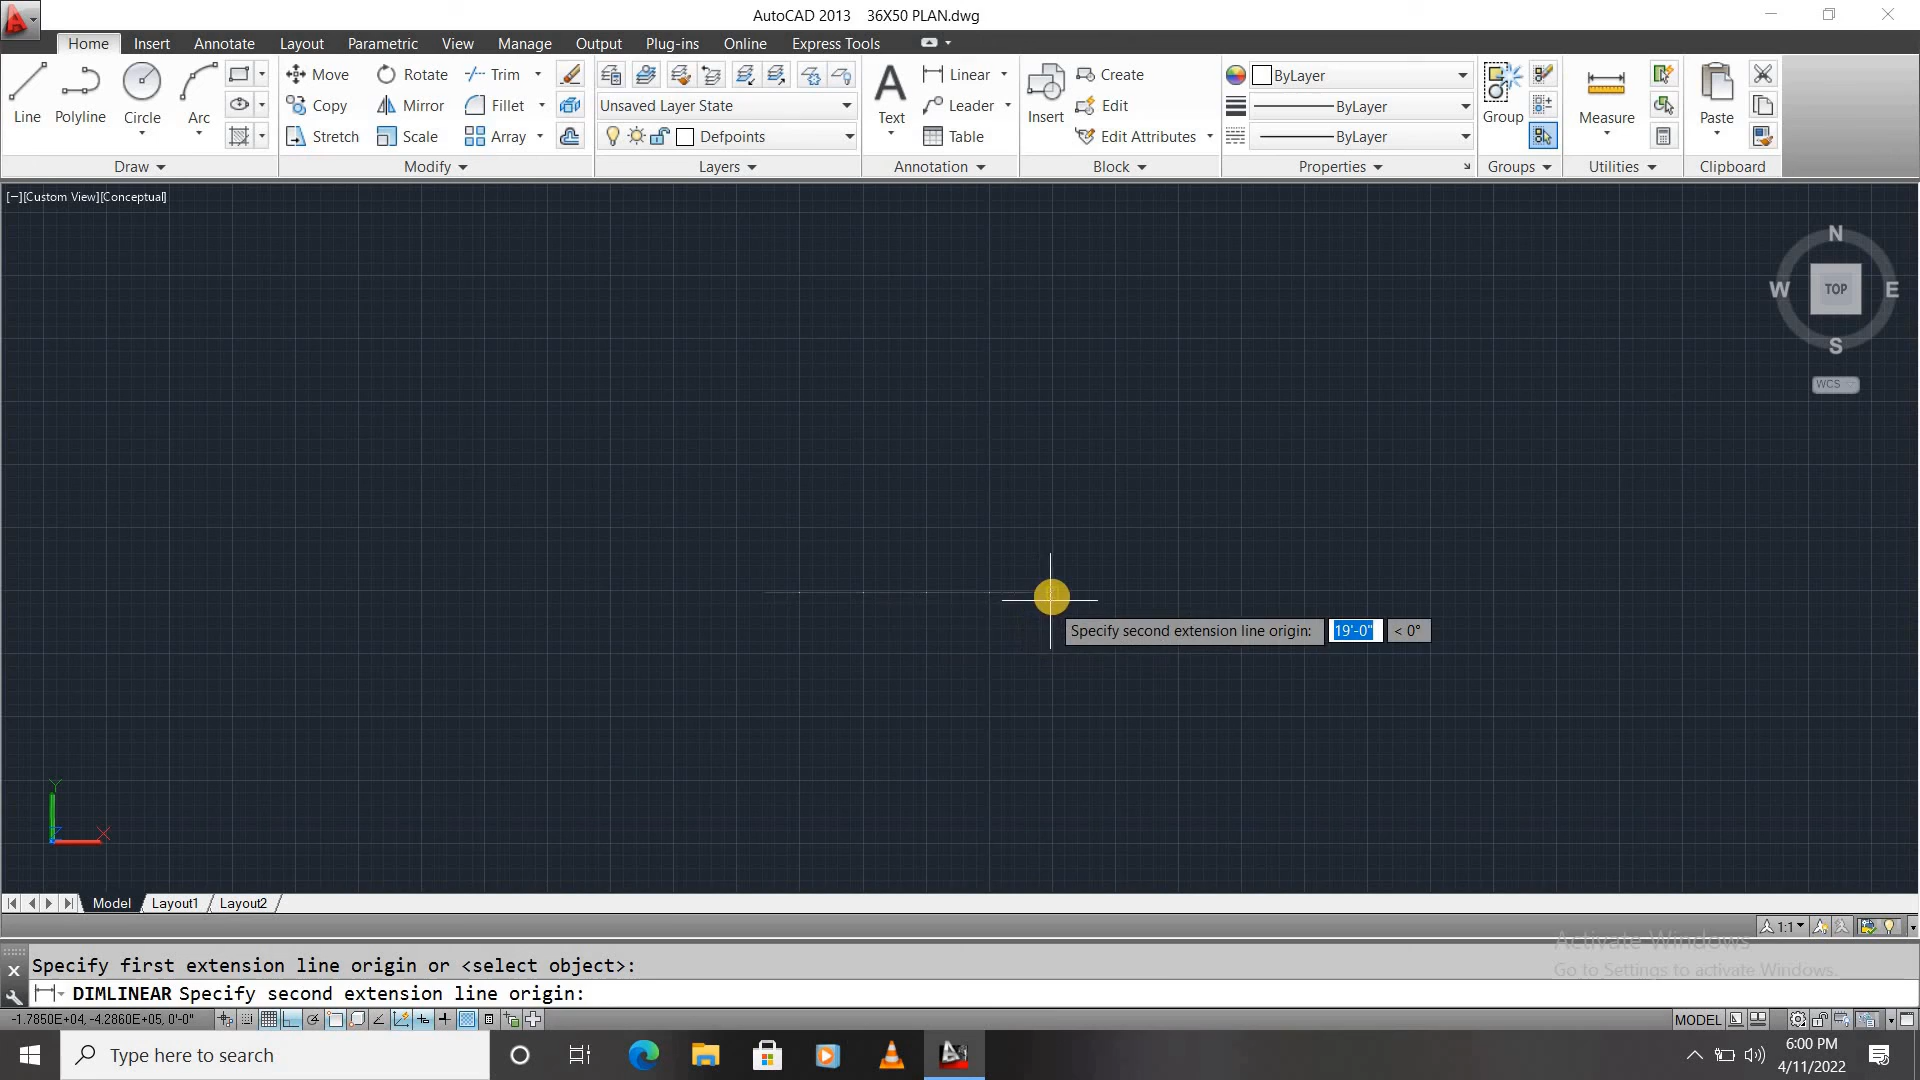 AutoCAD 2013 36X50 PLAN.dwg
Home Insert Annotate Layout Parametric View Manage Output Plug-ins Online Express Tools
Line Polyline Circle Arc
Move Rotate Trim
Copy Mirror Fillet
Stretch Scale Array
Unsaved Layer State
Defpoints
Text
Linear
Leader
Table
Insert
Create
Edit
Edit Attributes
ByLayer
ByLayer
ByLayer
Group
Measure
Paste
Draw Modify Layers Annotation Block Properties Groups Utilities Clipboard
[−][Custom View][Conceptual]
N
W TOP E
S
WCS
Specify second extension line origin: 19'-0" < 0°
Y
Z X
Model Layout1 Layout2
1:1
Activate Windows
Go to Settings to activate Windows.
Specify first extension line origin or <select object>:
DIMLINEAR Specify second extension line origin:
-1.7850E+04, -4.2860E+05, 0'-0"
MODEL
Type here to search
6:00 PM
4/11/2022